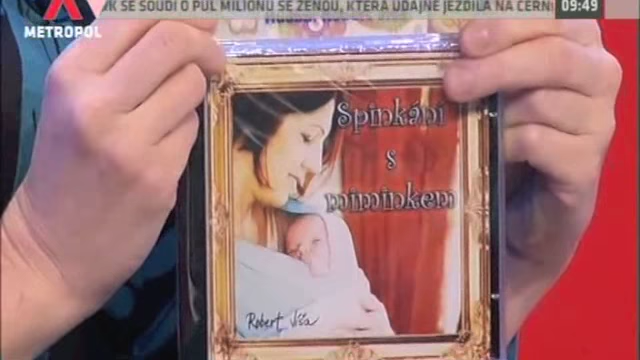 K SE SOUDÍ O PŮL MILIONU SE ŽENOU, KTERÁ ÚDAJNĚ JEZDILA NA ČERN
09:49
METROPOL
Spinkání
s
miminkem
Robert Jíša